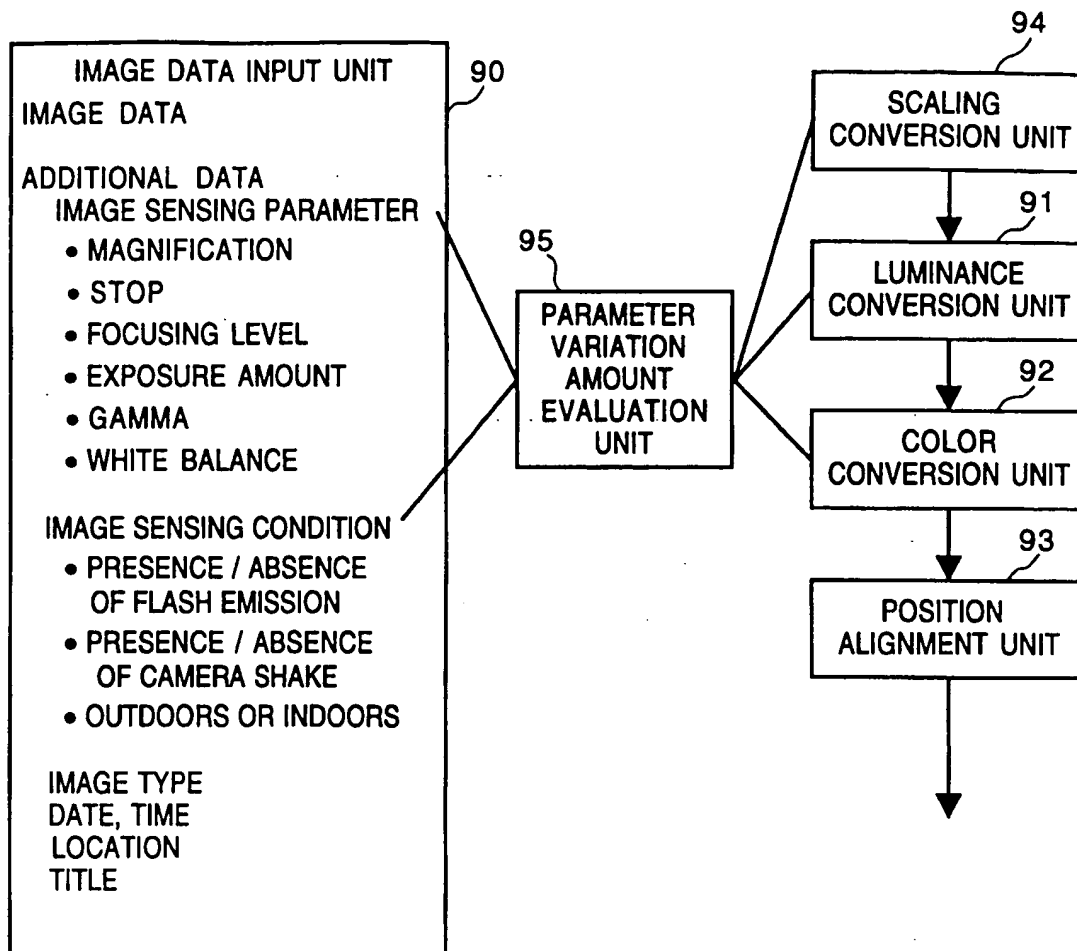 IMAGE DATA INPUT UNIT
90
IMAGE DATA
ADDITIONAL DATA
IMAGE SENSING PARAMETER
• MAGNIFICATION
• STOP
• FOCUSING LEVEL
• EXPOSURE AMOUNT
• GAMMA
• WHITE BALANCE
IMAGE SENSING CONDITION
• PRESENCE / ABSENCE
OF FLASH EMISSION
• PRESENCE / ABSENCE
OF CAMERA SHAKE
• OUTDOORS OR INDOORS
IMAGE TYPE
DATE, TIME
LOCATION
TITLE
95
PARAMETER
VARIATION
AMOUNT
EVALUATION
UNIT
94
SCALING
CONVERSION UNIT
91
LUMINANCE
CONVERSION UNIT
92
COLOR
CONVERSION UNIT
93
POSITION
ALIGNMENT UNIT